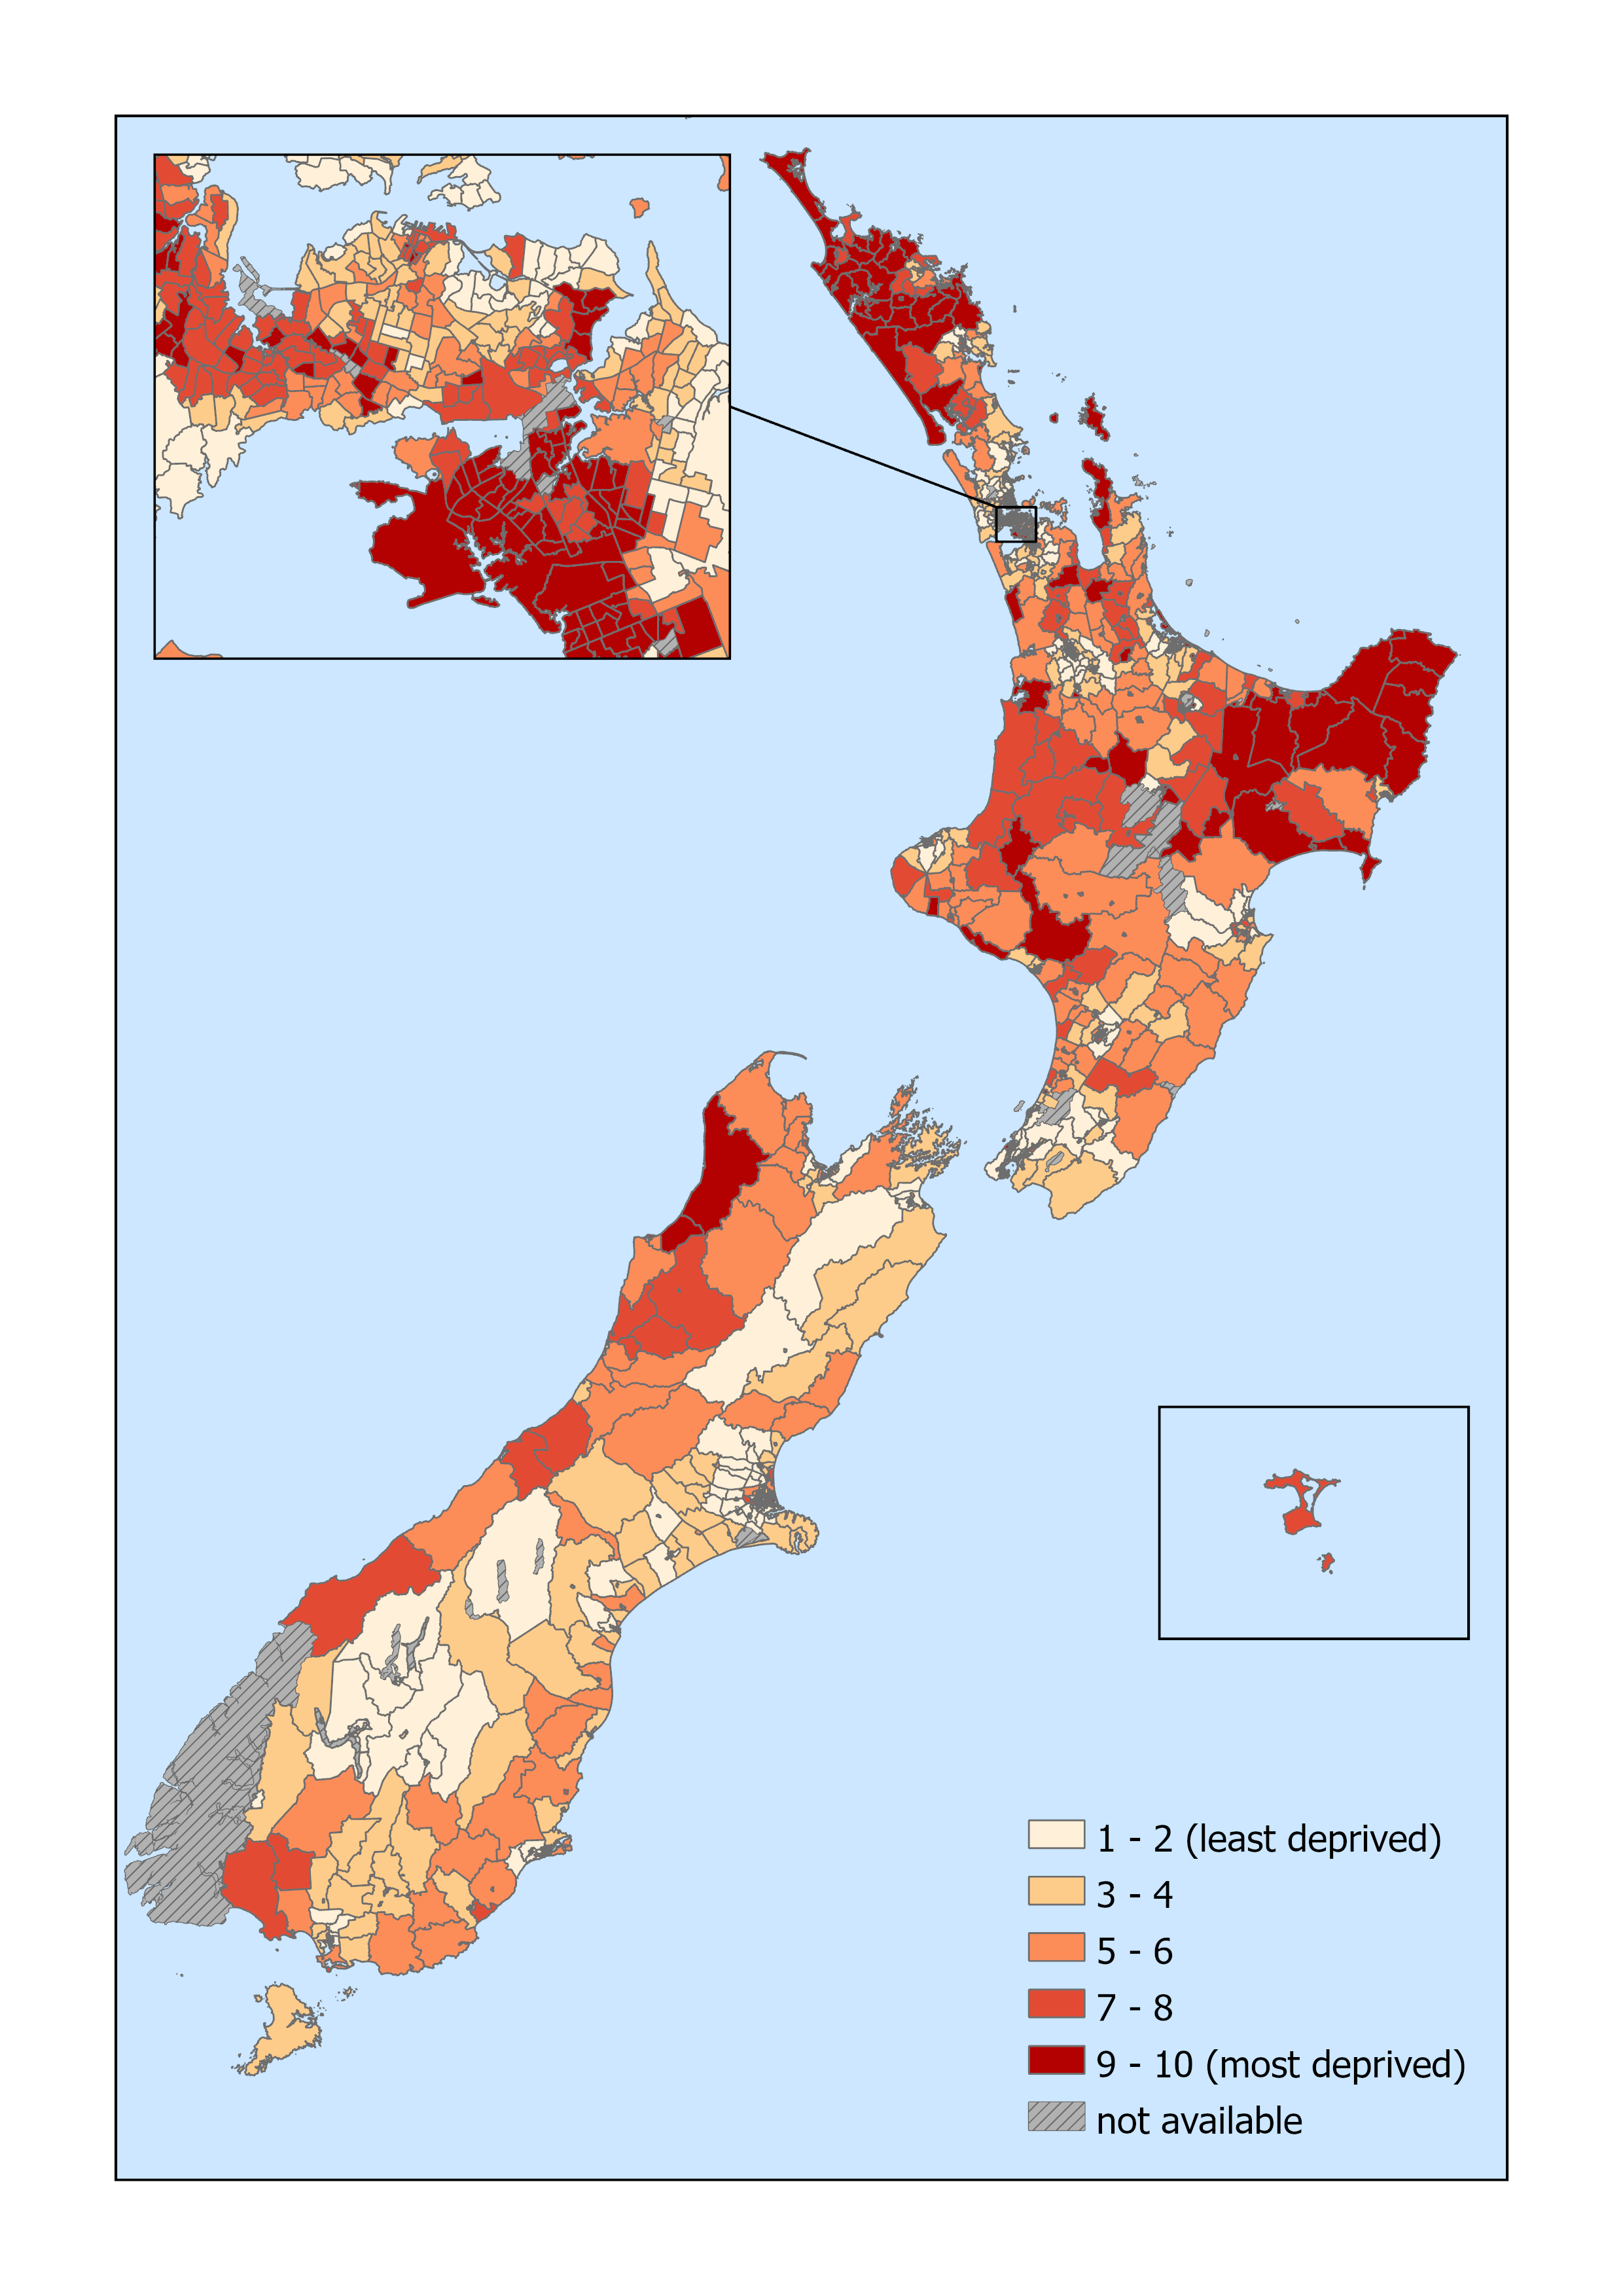 1 - 2 (least deprived)
3 - 4
5 - 6
7 - 8
9 - 10 (most deprived)
not available